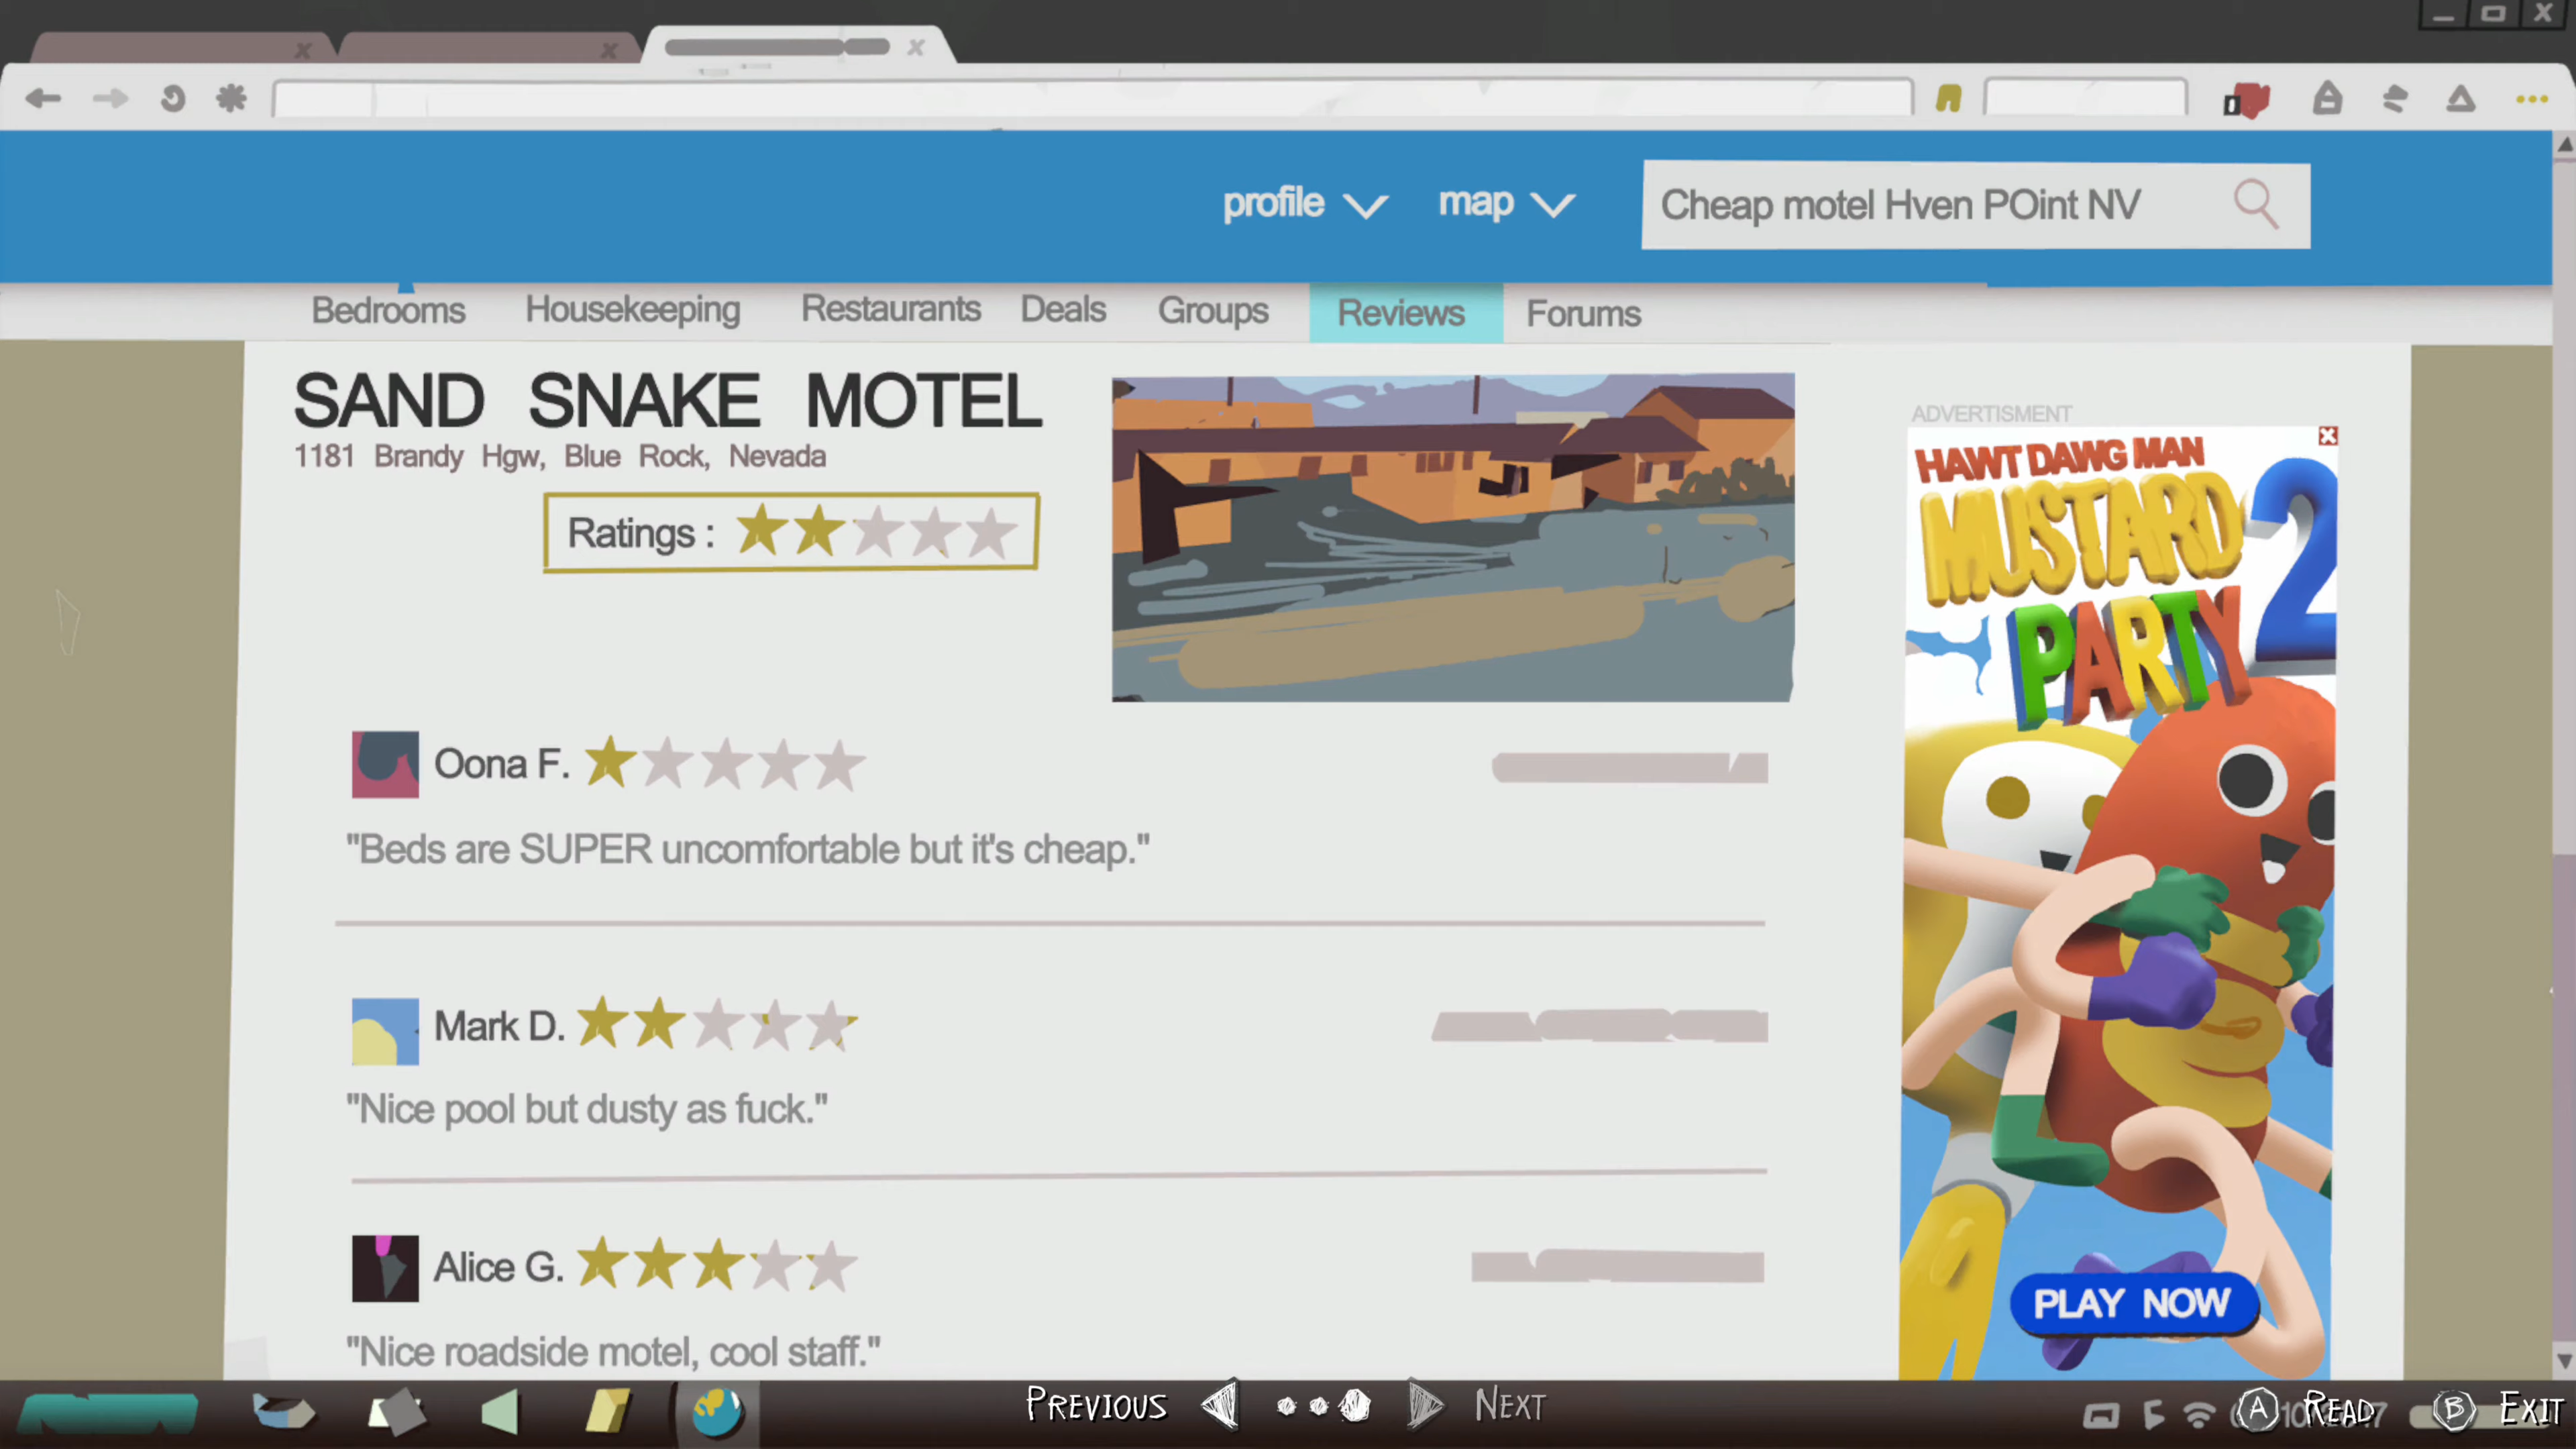 profile
map
Cheap motel Hven POint NV
Bedrooms Housekeeping Restaurants Deals Groups Reviews Forums
SAND SNAKE MOTEL
1181 Brandy Hgw, Blue Rock, Nevada
Ratings :
Oona F.
"Beds are SUPER uncomfortable but it's cheap."
Mark D.
"Nice pool but dusty as fuck."
Alice G.
"Nice roadside motel, cool staff."
ADVERTISMENT
HAWT DAWG MAN
MUSTARD
2
PARTY
PLAY NOW
PREVIOUS
NEXT
A READ
B EXIT